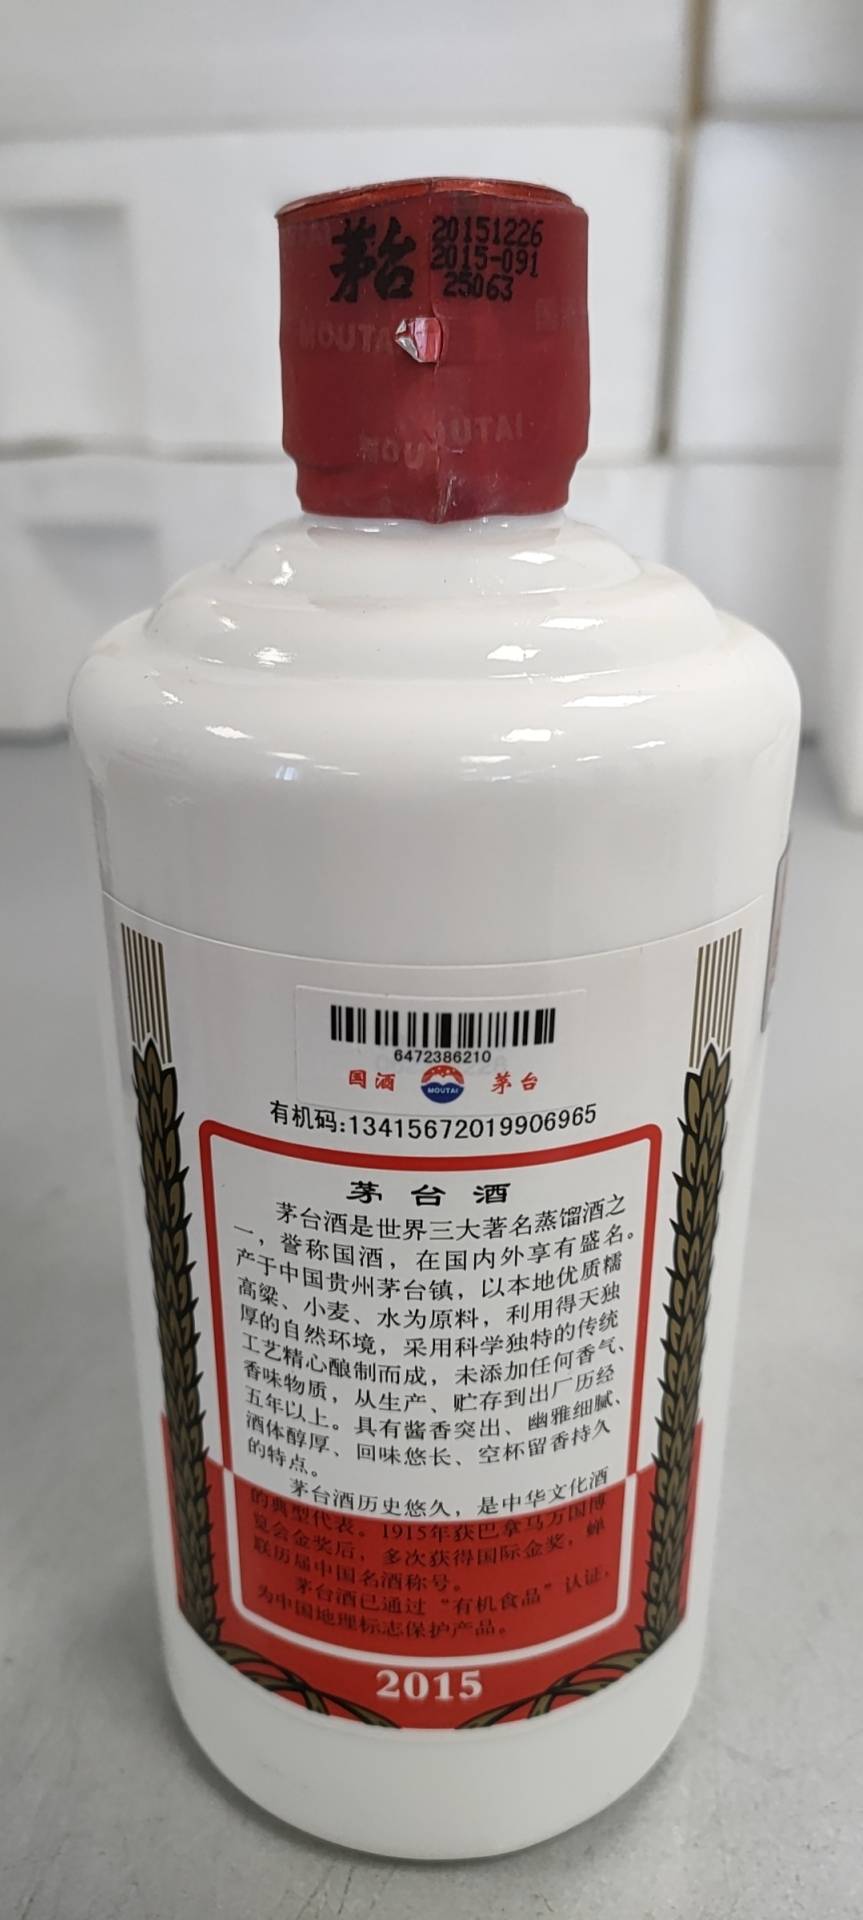 茅台
20151226
2015-091
25063
IATUOM
IATUOM
6472386210
国酒 MOUTAI 茅台
有机码:13415672019906965
茅台酒
茅台酒是世界三大著名蒸馏酒之
一，誉称国酒，在国内外享有盛名。
产于中国贵州茅台镇，以本地优质糯
高粱、小麦、水为原料，利用得天独
厚的自然环境，采用科学独特的传统
工艺精心酿制而成，未添加任何香气、
香味物质，从生产、贮存到出厂历经
五年以上。具有酱香突出、幽雅细腻、
酒体醇厚、回味悠长、空杯留香持久
的特点。
茅台酒历史悠久，是中华文化酒
的典型代表。1915年获巴拿马万国博
览会金奖后，多次获得国际金奖，蝉
联历届中国名酒称号。
茅台酒已通过“有机食品”认证，
为中国地理标志保护产品。
2015